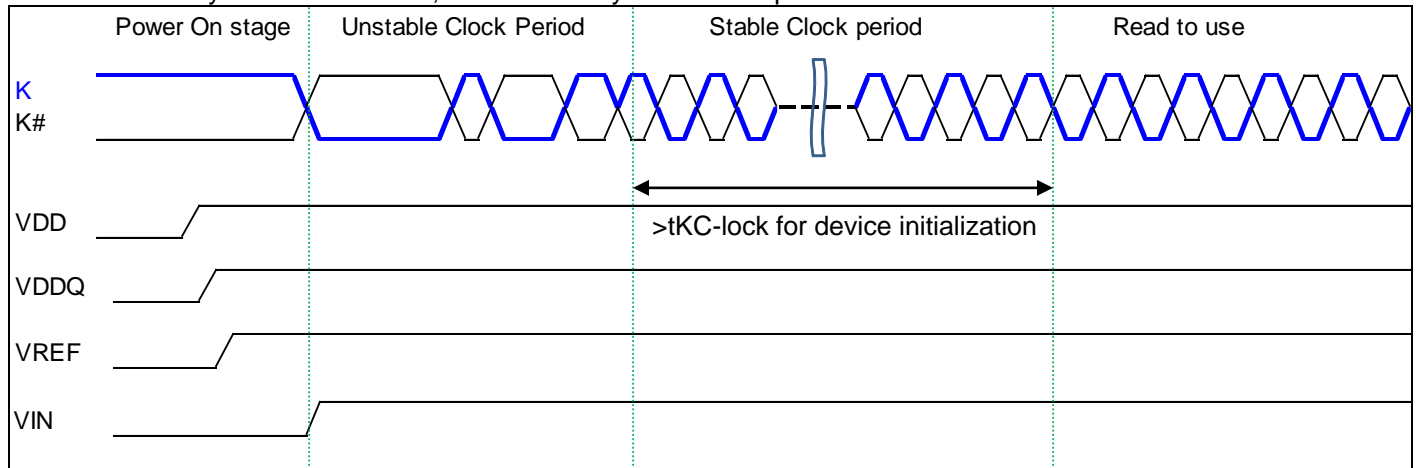 Power On stage Unstable Clock Period Stable Clock period Read to use
K
K#
>tKC-lock for device initialization
VDD
VDDQ
VREF
VIN